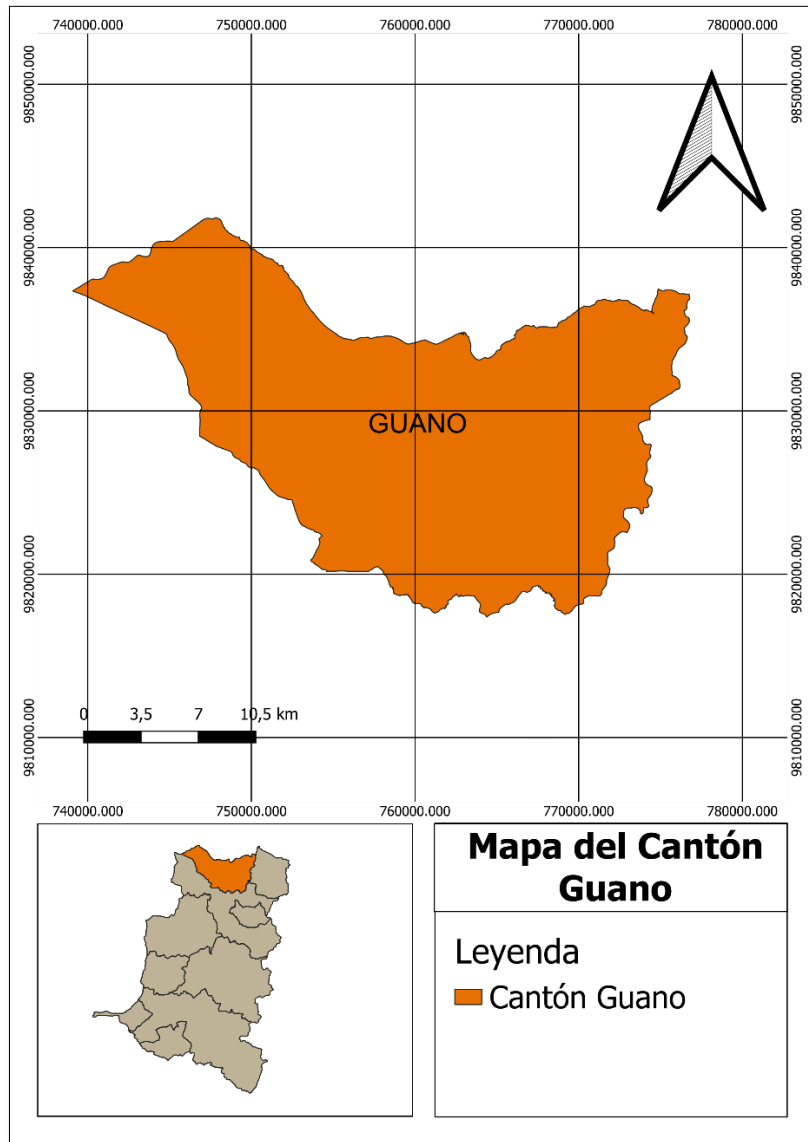 740000.000 750000.000 760000.000 770000.000 780000.000
9850000.000 9850000.000
9840000.000 9840000.000
9830000.000 9830000.000
GUANO
9820000.000 9820000.000
0 3,5 7 10,5 km
9810000.000 9810000.000
740000.000 750000.000 760000.000 770000.000 780000.000
Mapa del Cantón
Guano
Leyenda
Cantón Guano